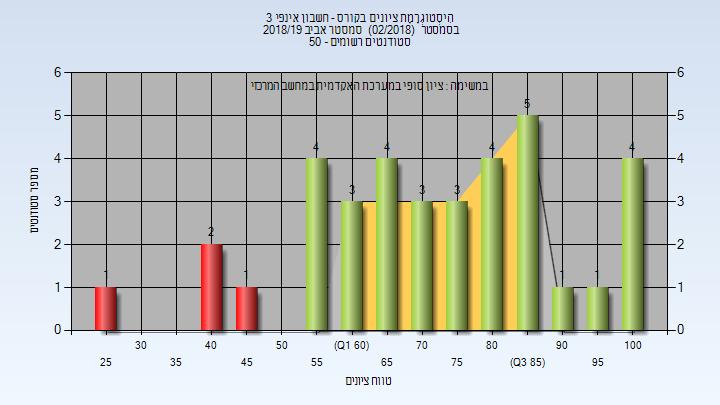 היסטוגרמת ציונים בקורס - חשבון אינפי 3
בסמסטר (02/2018) סמסטר אביב 2018/19
סטודנטים רשומים - 50
במשימה : ציון סופי במערכת האקדמית במחשב המרכזי
6 6
5 5
4 4
3 3
2 2
1 1
0 0
מספר סטודנטים
1 2 1 4 3 4 3 3 4 5 1 1 4
30 40 50 (Q1 60) 70 80 90 100
25 35 45 55 65 75 (Q3 85) 95
טווח ציונים